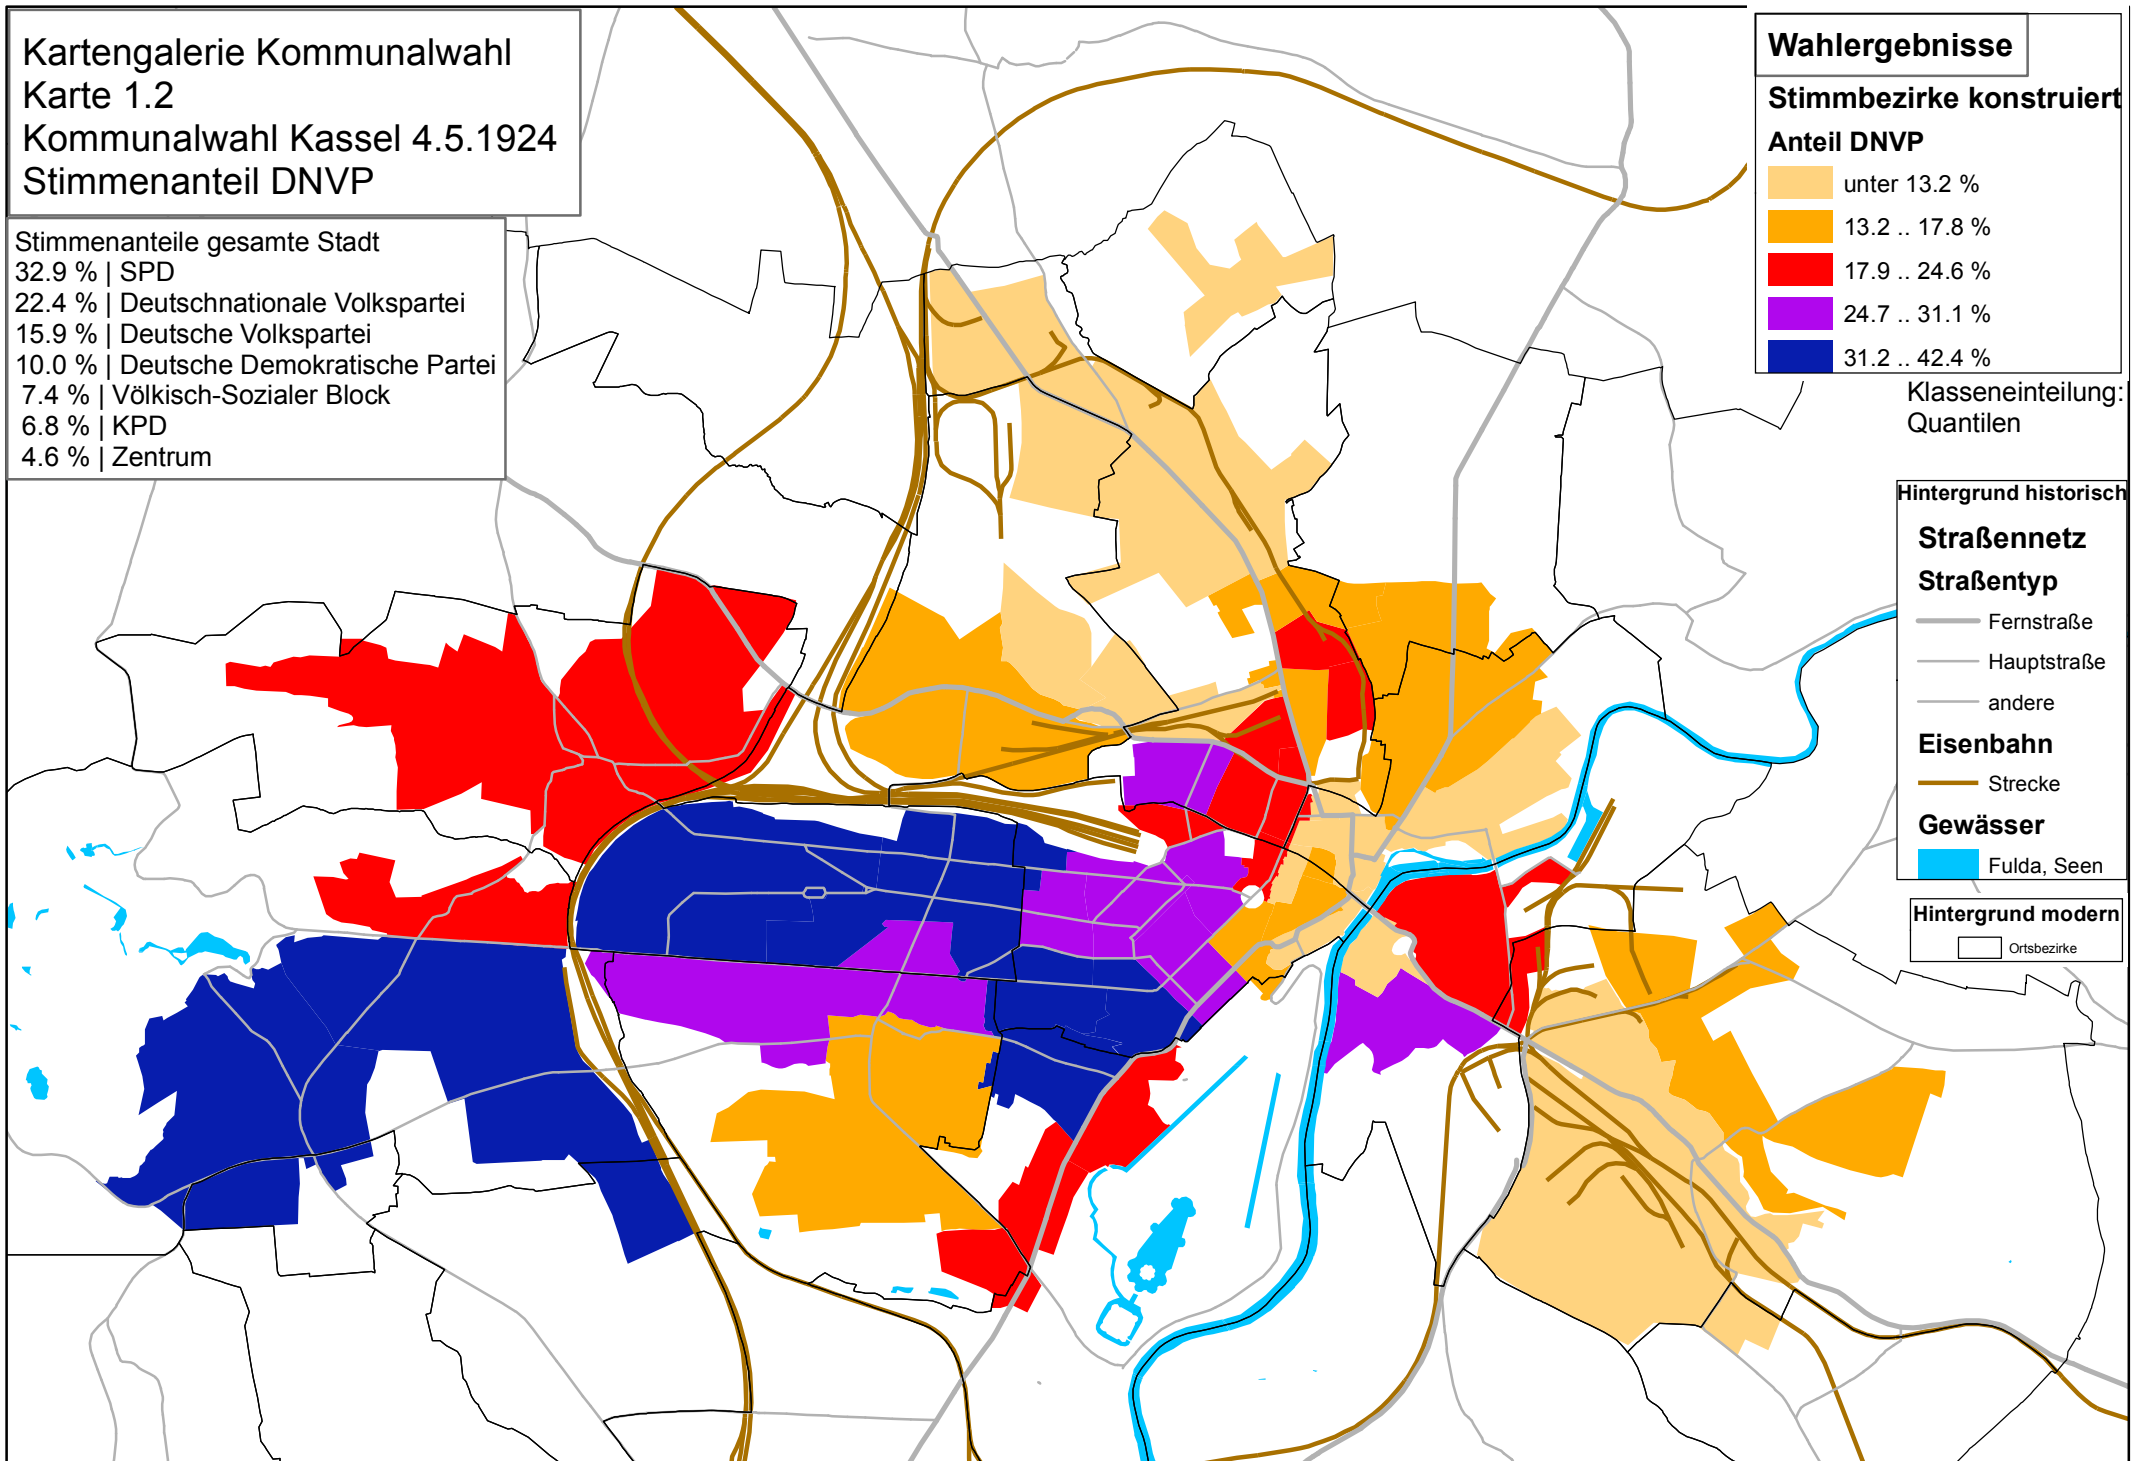 Kartengalerie Kommunalwahl
Karte 1.2
Kommunalwahl Kassel 4.5.1924
Stimmenanteil DNVP
Stimmenanteile gesamte Stadt
32.9 % | SPD
22.4 % | Deutschnationale Volkspartei
15.9 % | Deutsche Volkspartei
10.0 % | Deutsche Demokratische Partei
7.4 % | Völkisch-Sozialer Block
6.8 % | KPD
4.6 % | Zentrum
Wahlergebnisse
Stimmbezirke konstruiert
Anteil DNVP
unter 13.2 %
13.2 .. 17.8 %
17.9 .. 24.6 %
24.7 .. 31.1 %
31.2 .. 42.4 %
Klasseneinteilung:
Quantilen
Hintergrund historisch
Straßennetz
Straßentyp
Fernstraße
Hauptstraße
andere
Eisenbahn
Strecke
Gewässer
Fulda, Seen
Hintergrund modern
Ortsbezirke